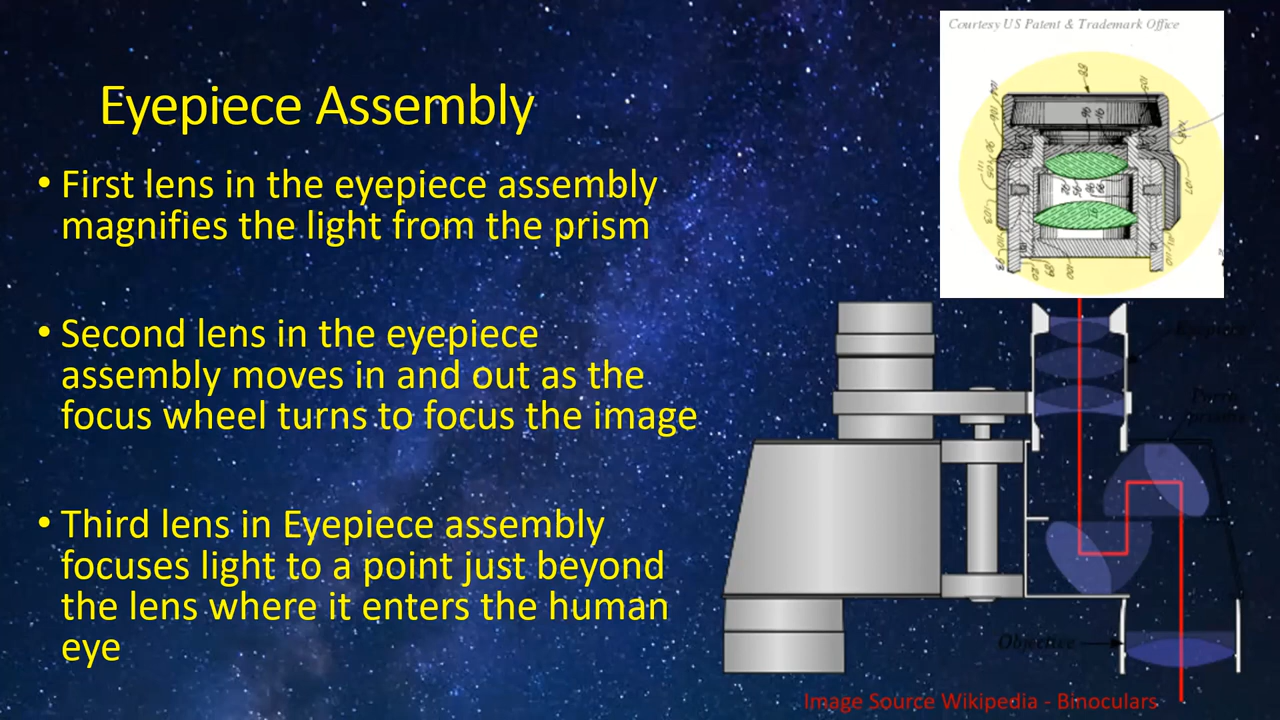 Courtesy US Patent & Trademark Office
Eyepiece Assembly
• First lens in the eyepiece assembly
magnifies the light from the prism
• Second lens in the eyepiece
assembly moves in and out as the
focus wheel turns to focus the image
• Third lens in Eyepiece assembly
focuses light to a point just beyond
the lens where it enters the human
eye
Objective
Image Source Wikipedia - Binoculars